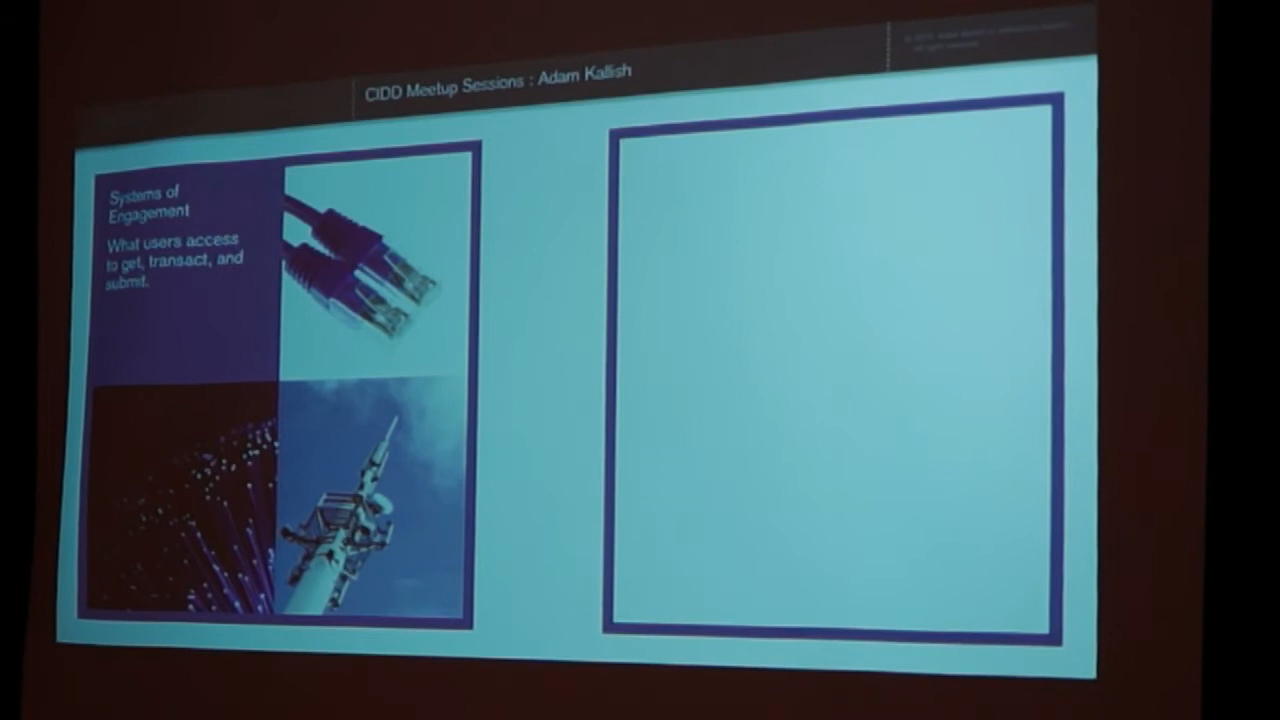 CIDD Meetup Sessions : Adam Kallish
Systems of
Engagement
What users access
to get, transact, and
submit.